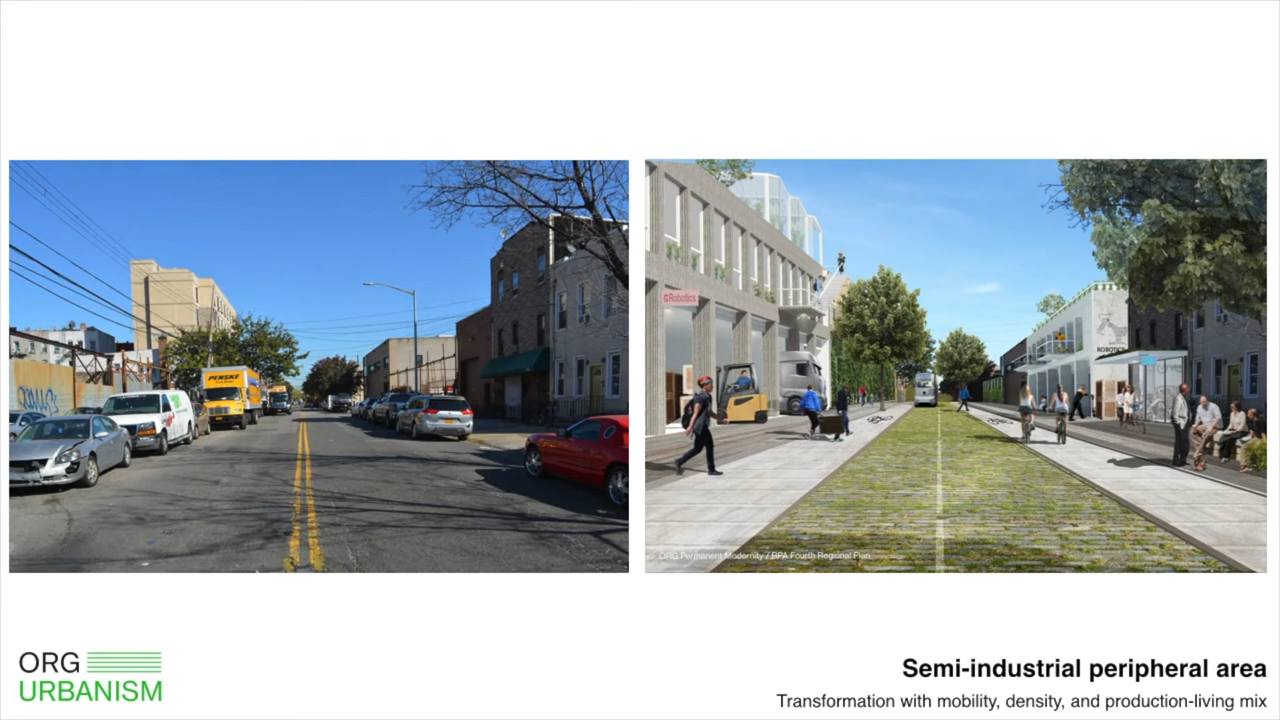 PENSKE
Robotics
ROBOTICS
ORG Permanent Modernity / RPA Fourth Regional Plan
ORG
URBANISM
Semi-industrial peripheral area
Transformation with mobility, density, and production-living mix